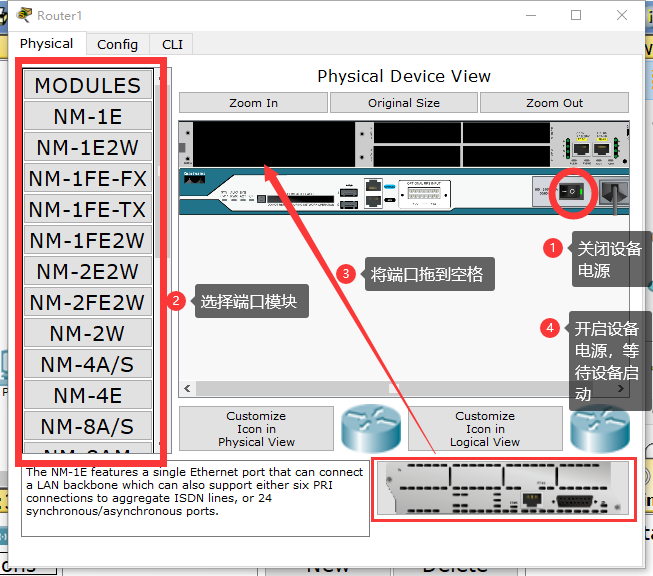 Router1
Physical
Config
CLI
MODULES
NM-1E
NM-1E2W
NM-1FE-FX
NM-1FE-TX
NM-1FE2W
NM-2E2W
NM-2FE2W
NM-2W
NM-4A/S
NM-4E
NM-8A/S
NM-8AM
Physical Device View
Zoom In
Original Size
Zoom Out
1
关闭设备
电源
2
选择端口模块
3
将端口拖到空格
4
开启设备
电源，等
待设备启
动
Customize
Icon in
Physical View
Customize
Icon in
Logical View
The NM-1E features a single Ethernet port that can connect
a LAN backbone which can also support either six PRI
connections to aggregate ISDN lines, or 24
synchronous/asynchronous ports.
New
Delete